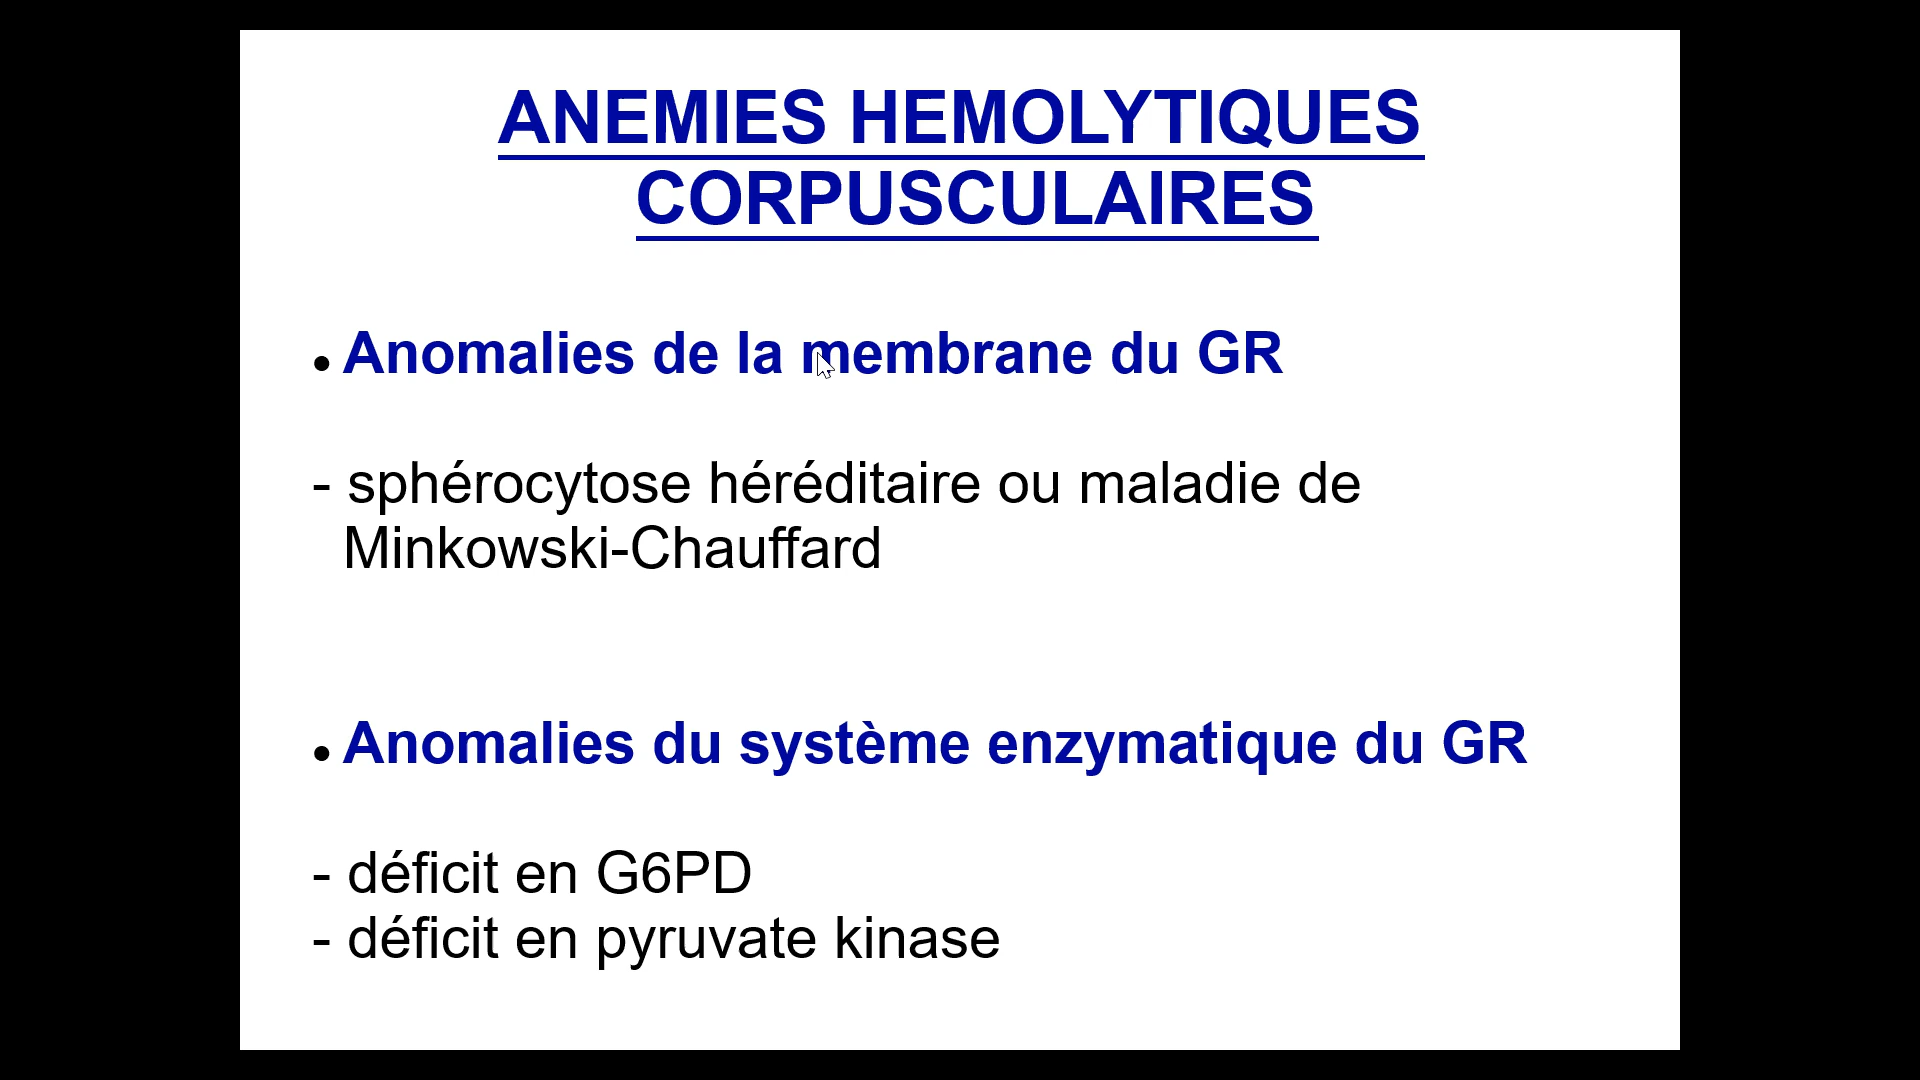 ANEMIES HEMOLYTIQUES
CORPUSCULAIRES
• Anomalies de la membrane du GR
- sphérocytose héréditaire ou maladie de
Minkowski-Chauffard
• Anomalies du système enzymatique du GR
- déficit en G6PD
- déficit en pyruvate kinase